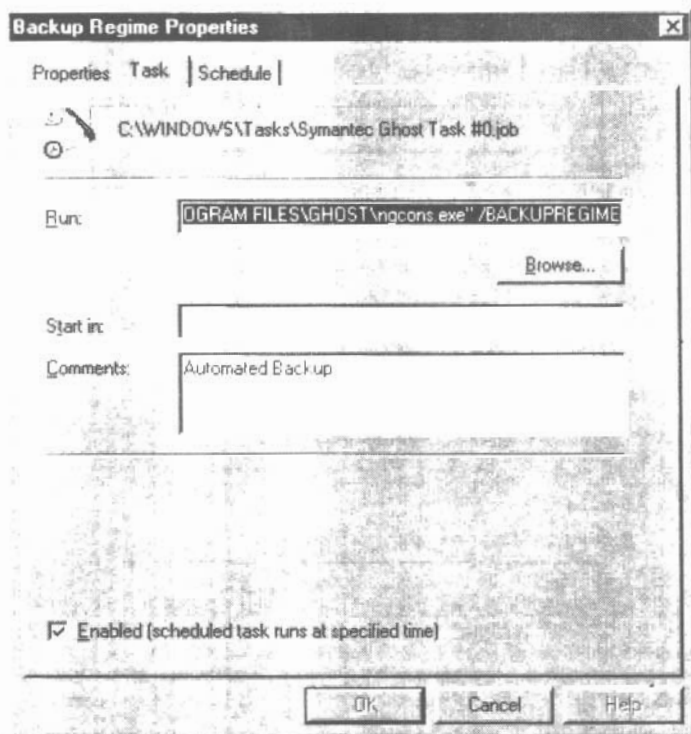 Backup Regime Properties
Properties Task Schedule
C:\WINDOWS\Tasks\Symantec Ghost Task #0.job
Run: OGRAM FILES\GHOST\ngcons.exe" /BACKUPREGIME
Browse...
Start in:
Comments: Automated Backup
Enabled (scheduled task runs at specified time)
OK Cancel Help